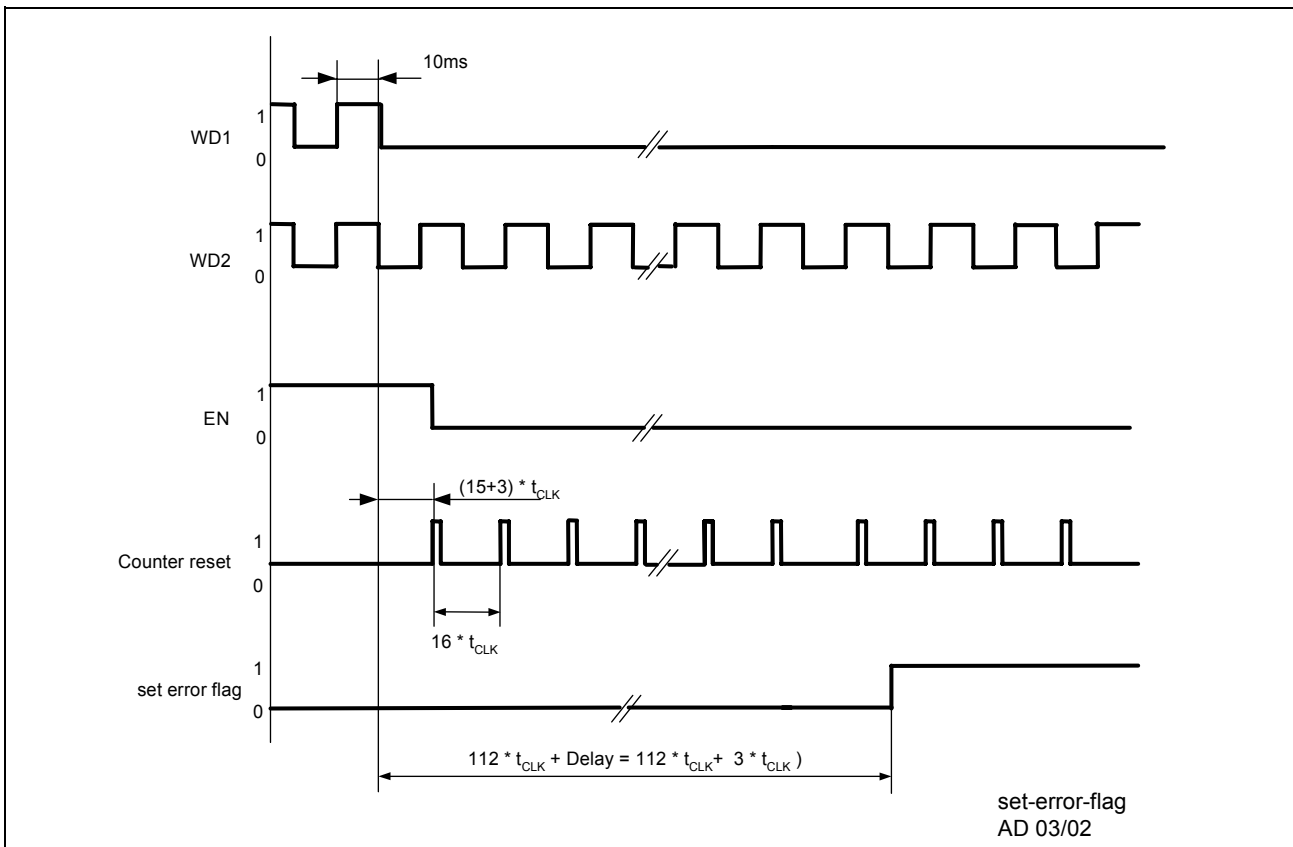 10ms
1
WD1
0
1
WD2
0
1
EN
0
(15+3) * tCLK
1
Counter reset
0
16 * tCLK
1
set error flag
0
112 * tCLK + Delay = 112 * tCLK+ 3 * tCLK )
set-error-flag
AD 03/02